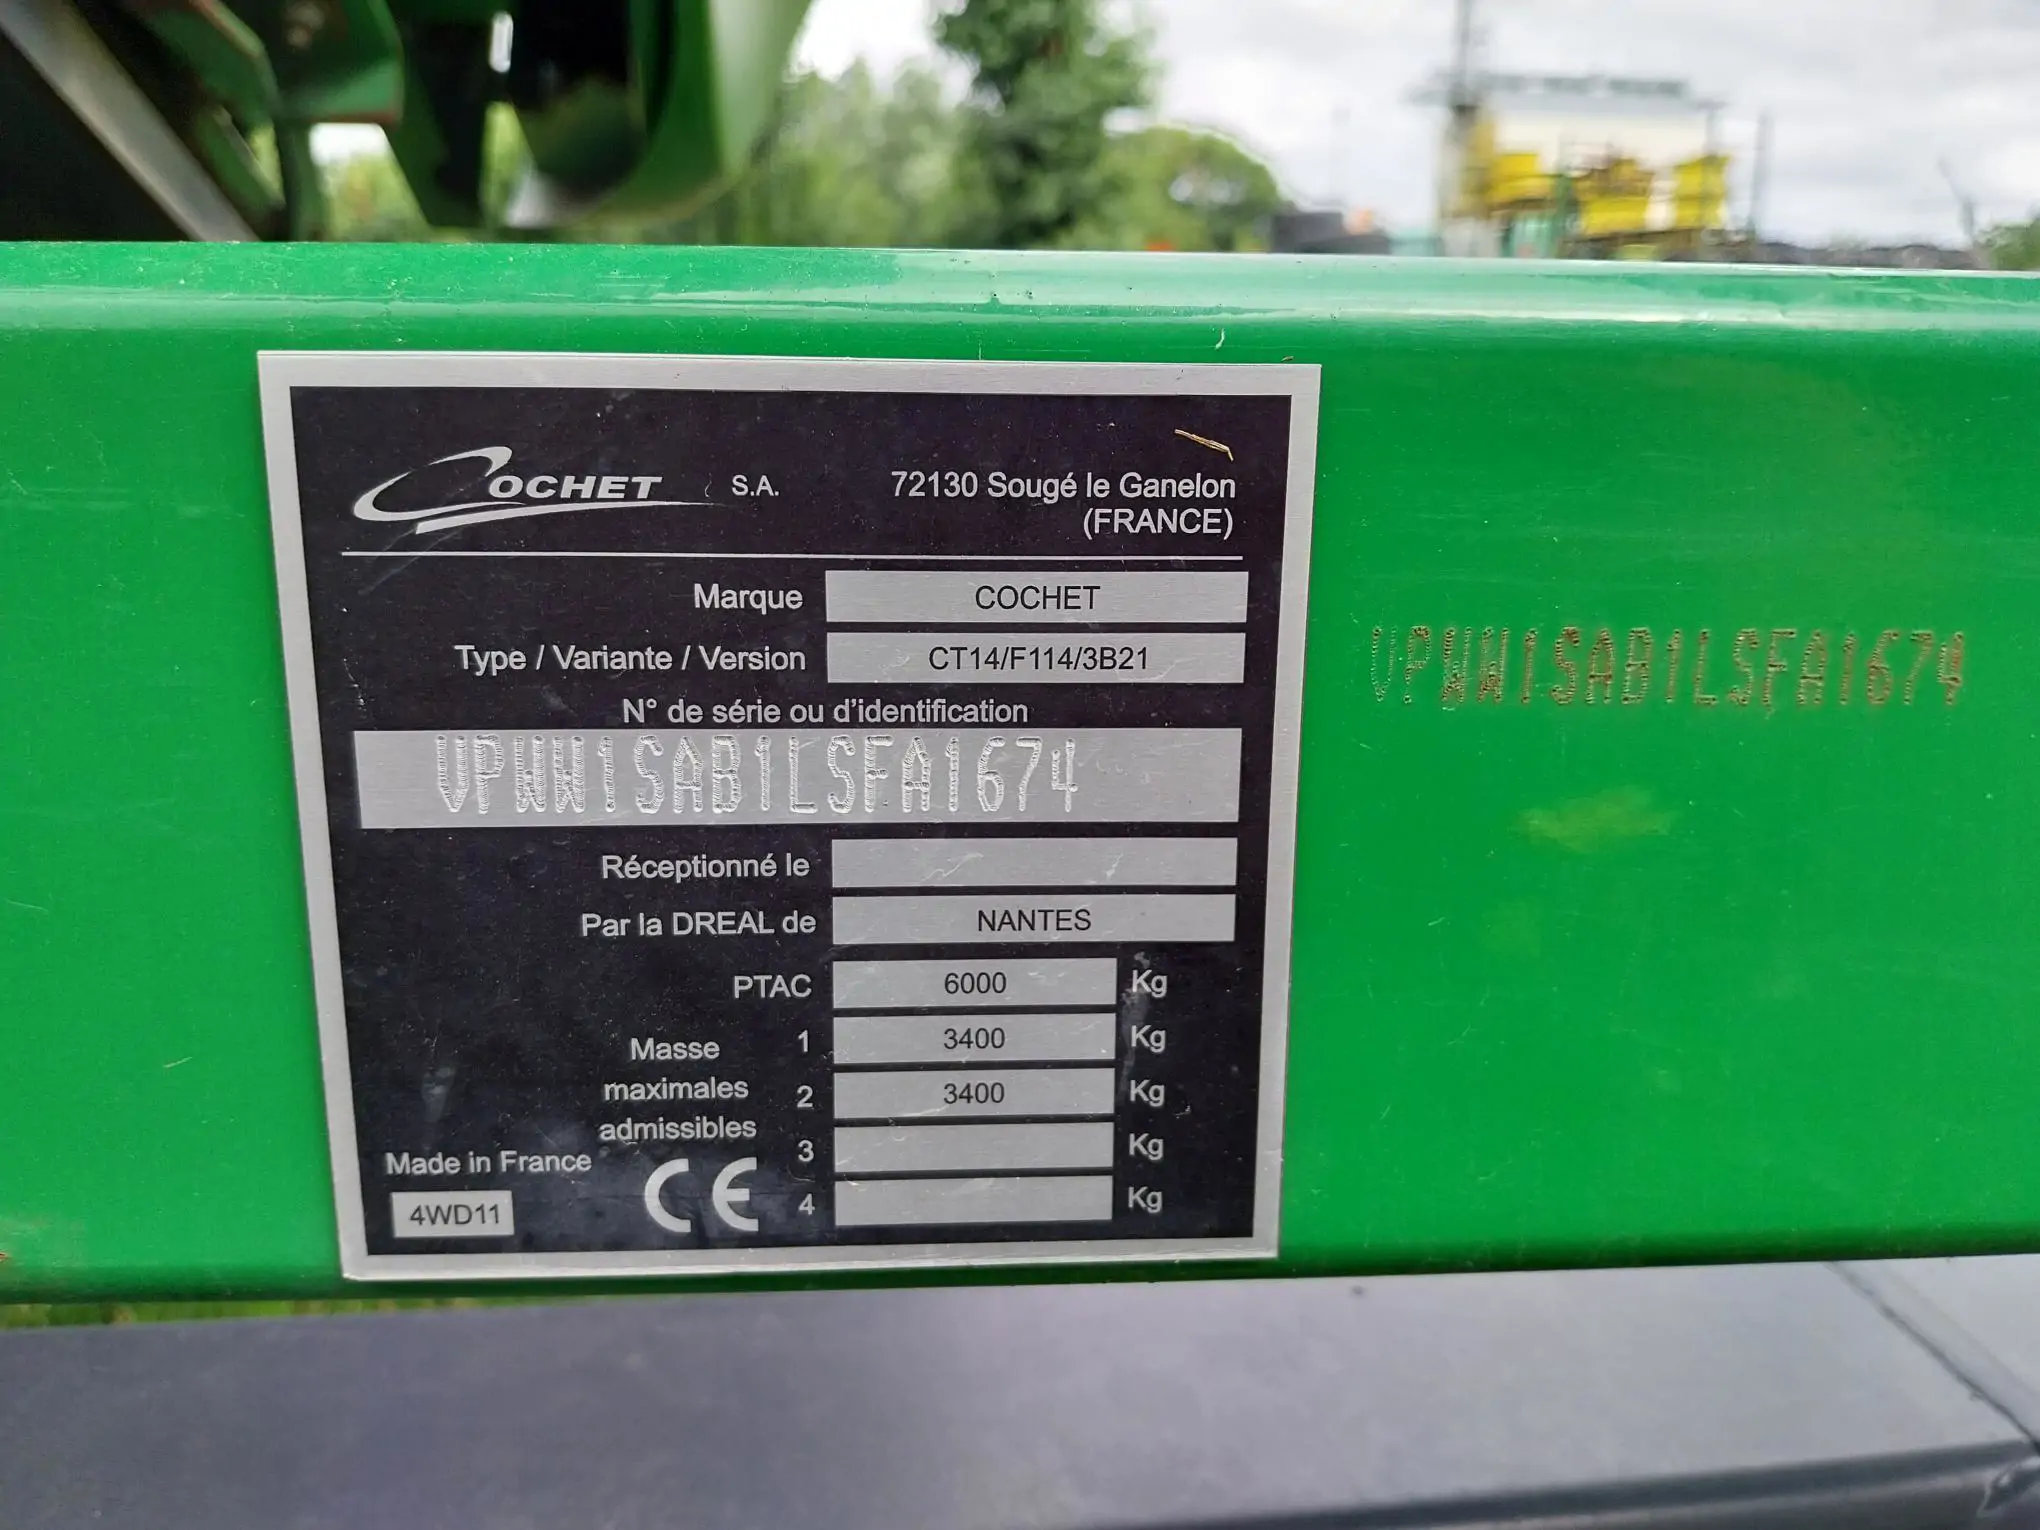 COCHET S.A. 72130 Sougé le Ganelon
(FRANCE)
Marque COCHET
Type / Variante / Version CT14/F114/3B21
N° de série ou d'identification
VPWW1SAB1LSFA1674
Réceptionné le
Par la DREAL de NANTES
PTAC 6000 Kg
Masse maximales admissibles
1 3400 Kg
2 3400 Kg
3 Kg
4 Kg
Made in France
4WD11
CE
VPWW1SAB1LSFA1674